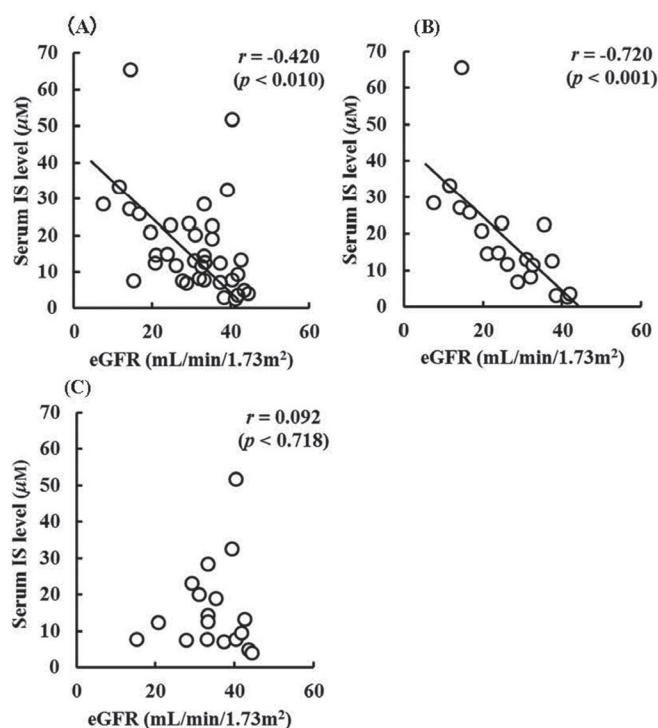 (A)
r = -0.420
(p < 0.010)
Serum IS level (μM)
70
60
50
40
30
20
10
0
0 20 40 60
eGFR (mL/min/1.73m²)
(B)
r = -0.720
(p < 0.001)
Serum IS level (μM)
70
60
50
40
30
20
10
0
0 20 40 60
eGFR (mL/min/1.73m²)
(C)
r = 0.092
(p < 0.718)
Serum IS level (μM)
70
60
50
40
30
20
10
0
0 20 40 60
eGFR (mL/min/1.73m²)